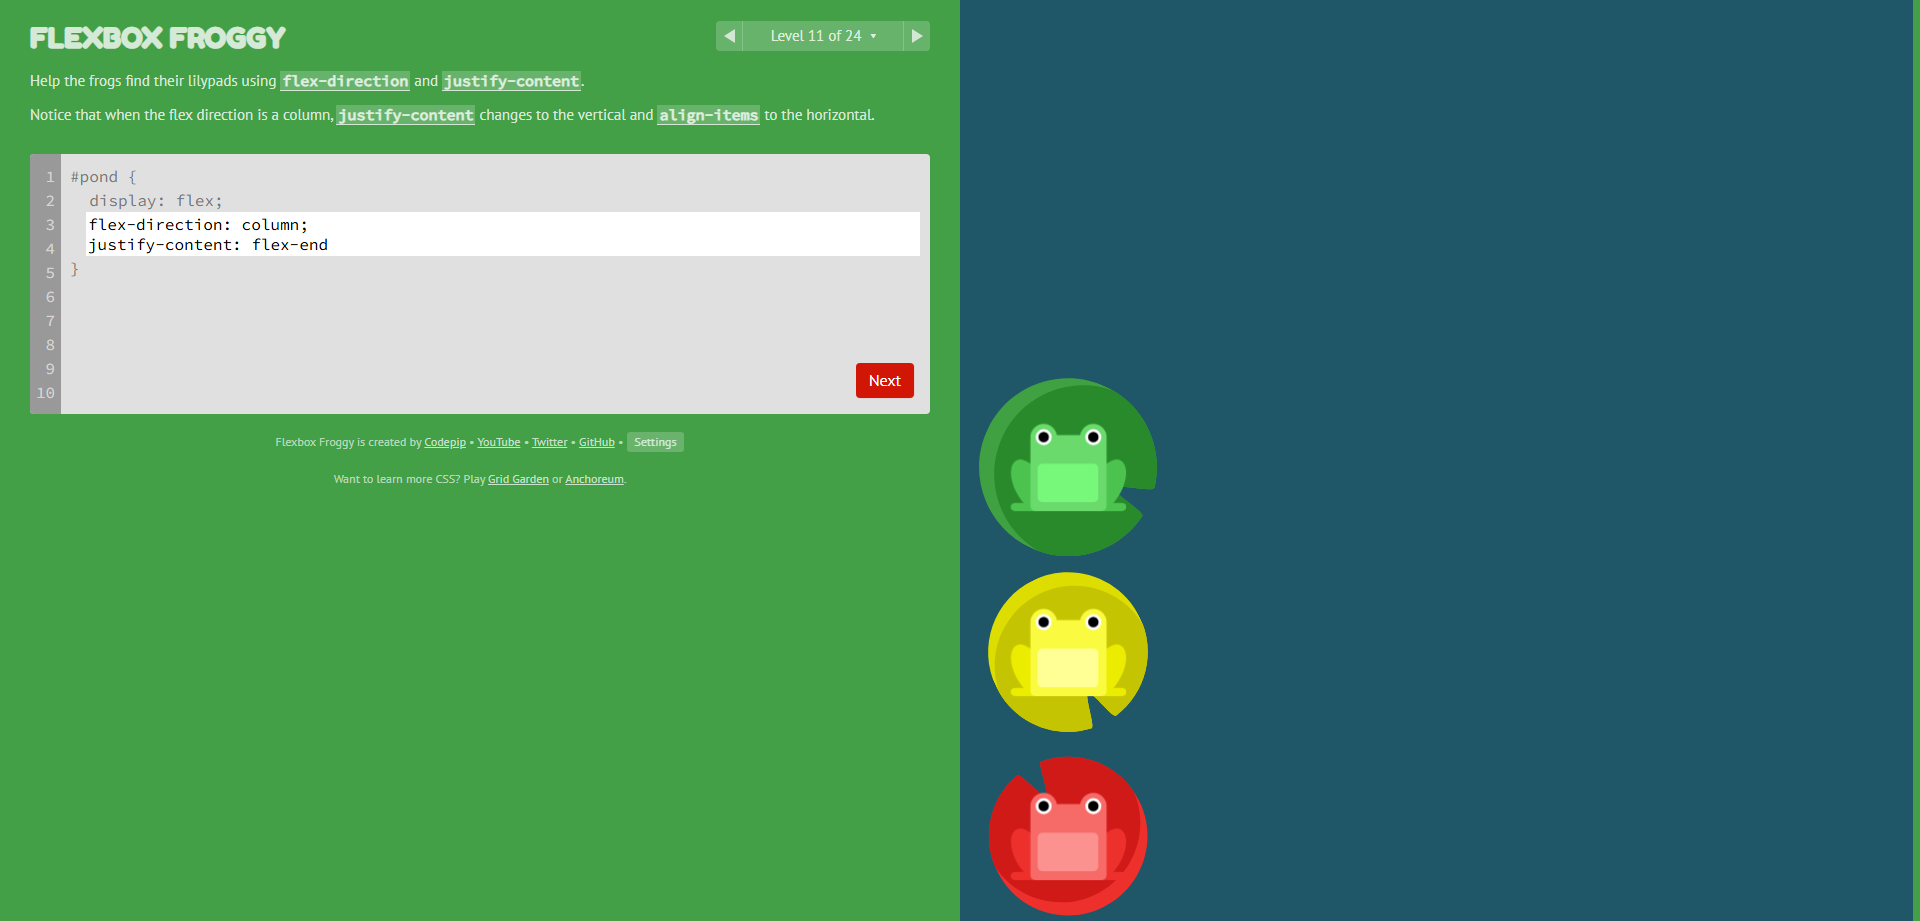 FLEXBOX FROGGY
◀ Level 11 of 24 ▾ ▶
Help the frogs find their lilypads using flex-direction and justify-content.
Notice that when the flex direction is a column, justify-content changes to the vertical and align-items to the horizontal.
1 #pond {
2 display: flex;
3 flex-direction: column;
4 justify-content: flex-end
5 }
6
7
8
9
10
Next
Flexbox Froggy is created by Codepip • YouTube • Twitter • GitHub • Settings
Want to learn more CSS? Play Grid Garden or Anchoreum.